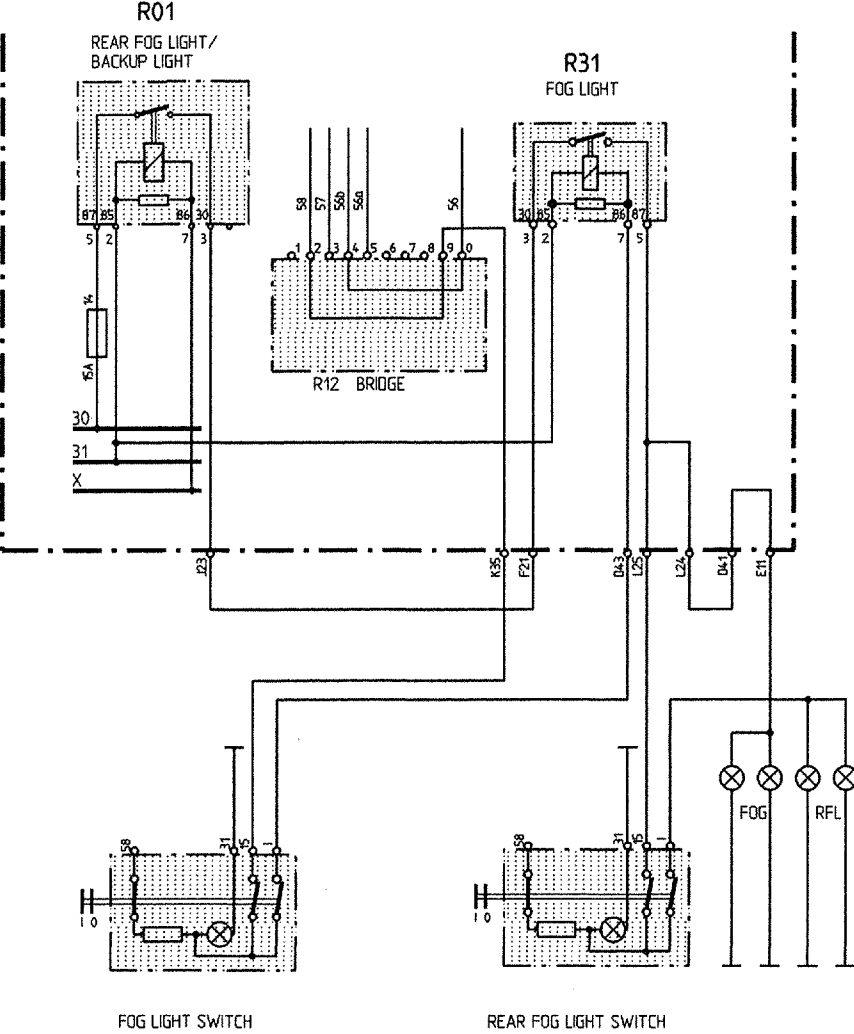 R01
REAR FOG LIGHT/
BACKUP LIGHT
R31
FOG LIGHT
87 85 86 30
5 2 7 3
58 57 56b 56a 56
30 85 86 87
3 2 7 5
1 2 3 4 5 6 7 8 9 0
14
15A
R12 BRIDGE
30
31
X
J23 K35 F21 D43 L25 L24 D41 E11
FOG RFL
58 31 15 1
58 31 15 1
I 0
I 0
FOG LIGHT SWITCH
REAR FOG LIGHT SWITCH